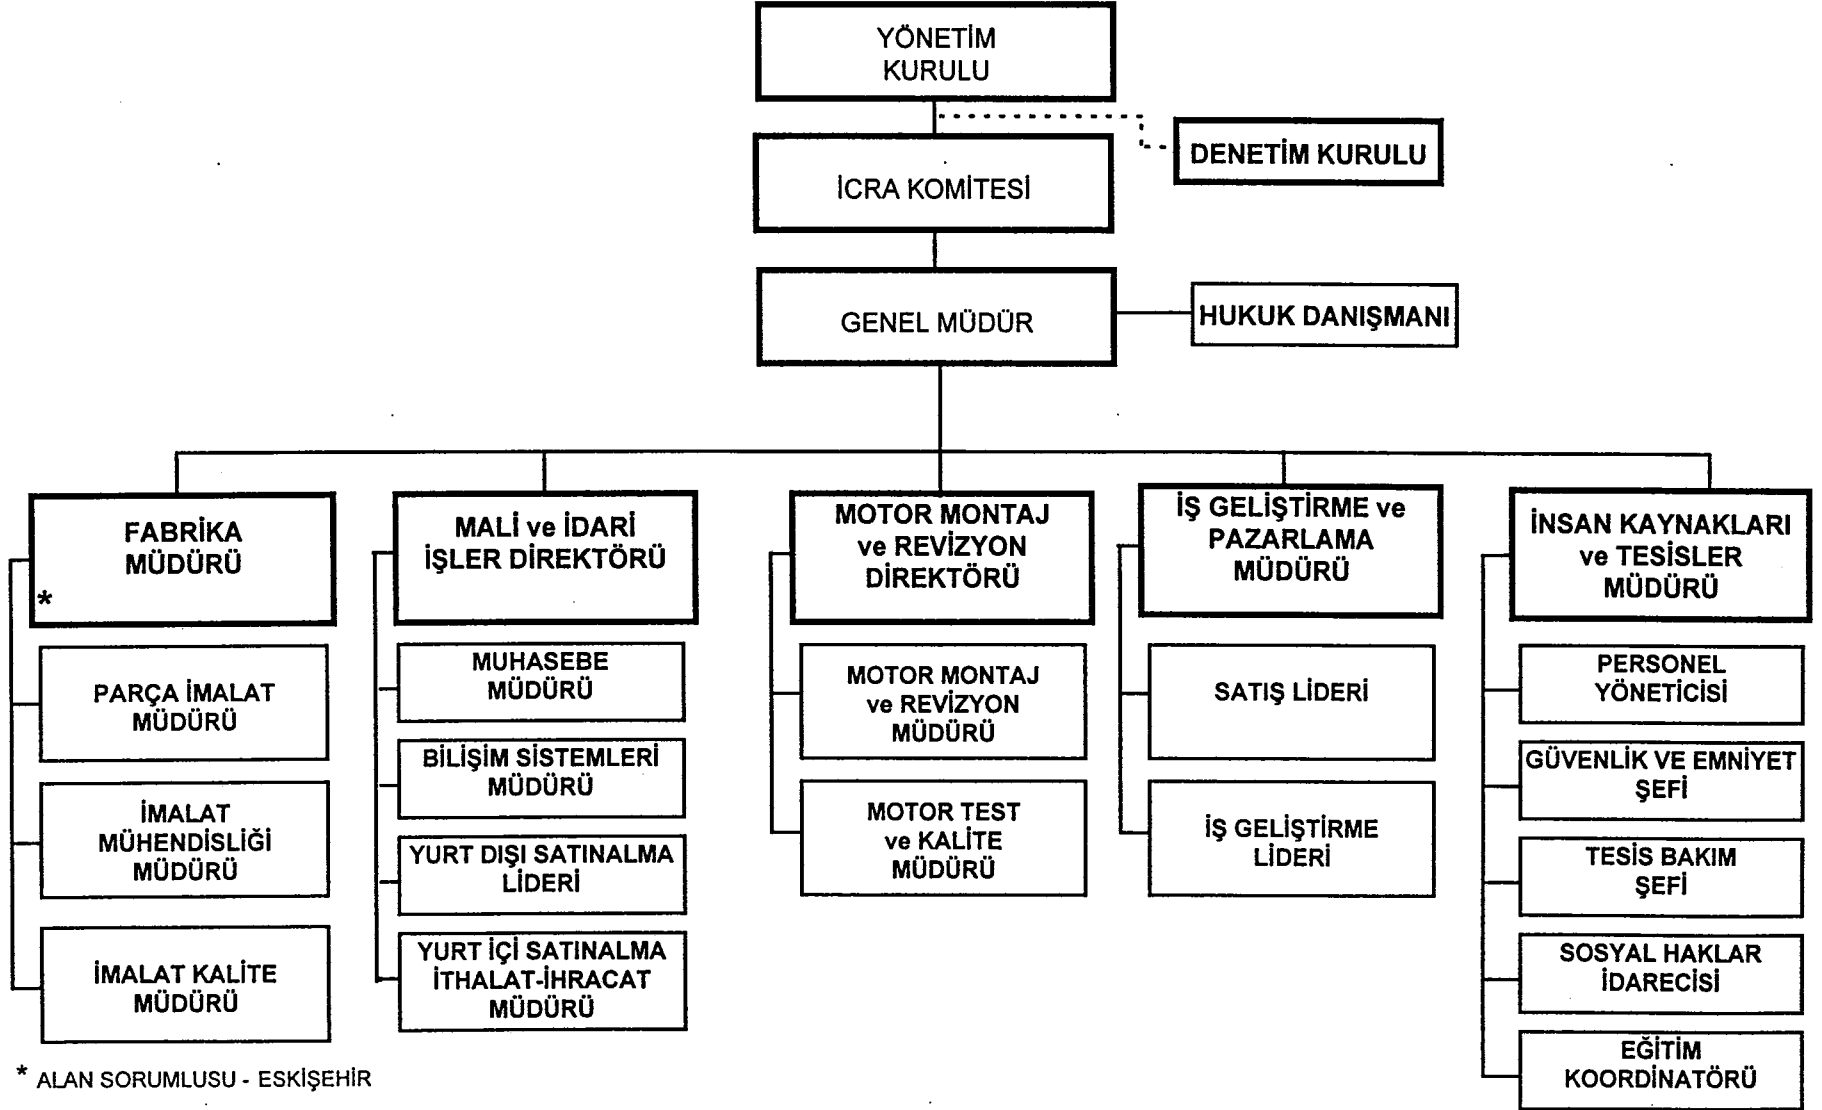 YÖNETİM
KURULU
DENETİM KURULU
İCRA KOMİTESİ
GENEL MÜDÜR
HUKUK DANIŞMANI
FABRİKA
MÜDÜRÜ
*
PARÇA İMALAT
MÜDÜRÜ
İMALAT
MÜHENDİSLİĞİ
MÜDÜRÜ
İMALAT KALİTE
MÜDÜRÜ
MALİ ve İDARİ
İŞLER DİREKTÖRÜ
MUHASEBE
MÜDÜRÜ
BİLİŞİM SİSTEMLERİ
MÜDÜRÜ
YURT DIŞI SATINALMA
LİDERİ
YURT İÇİ SATINALMA
İTHALAT-İHRACAT
MÜDÜRÜ
MOTOR MONTAJ
ve REVİZYON
DİREKTÖRÜ
MOTOR MONTAJ
ve REVİZYON
MÜDÜRÜ
MOTOR TEST
ve KALİTE
MÜDÜRÜ
İŞ GELİŞTİRME ve
PAZARLAMA
MÜDÜRÜ
SATIŞ LİDERİ
İŞ GELİŞTİRME
LİDERİ
İNSAN KAYNAKLARI
ve TESİSLER
MÜDÜRÜ
PERSONEL
YÖNETİCİSİ
GÜVENLİK VE EMNİYET
ŞEFİ
TESİS BAKIM
ŞEFİ
SOSYAL HAKLAR
İDARECİSİ
EĞİTİM
KOORDİNATÖRÜ
* ALAN SORUMLUSU - ESKİŞEHİR